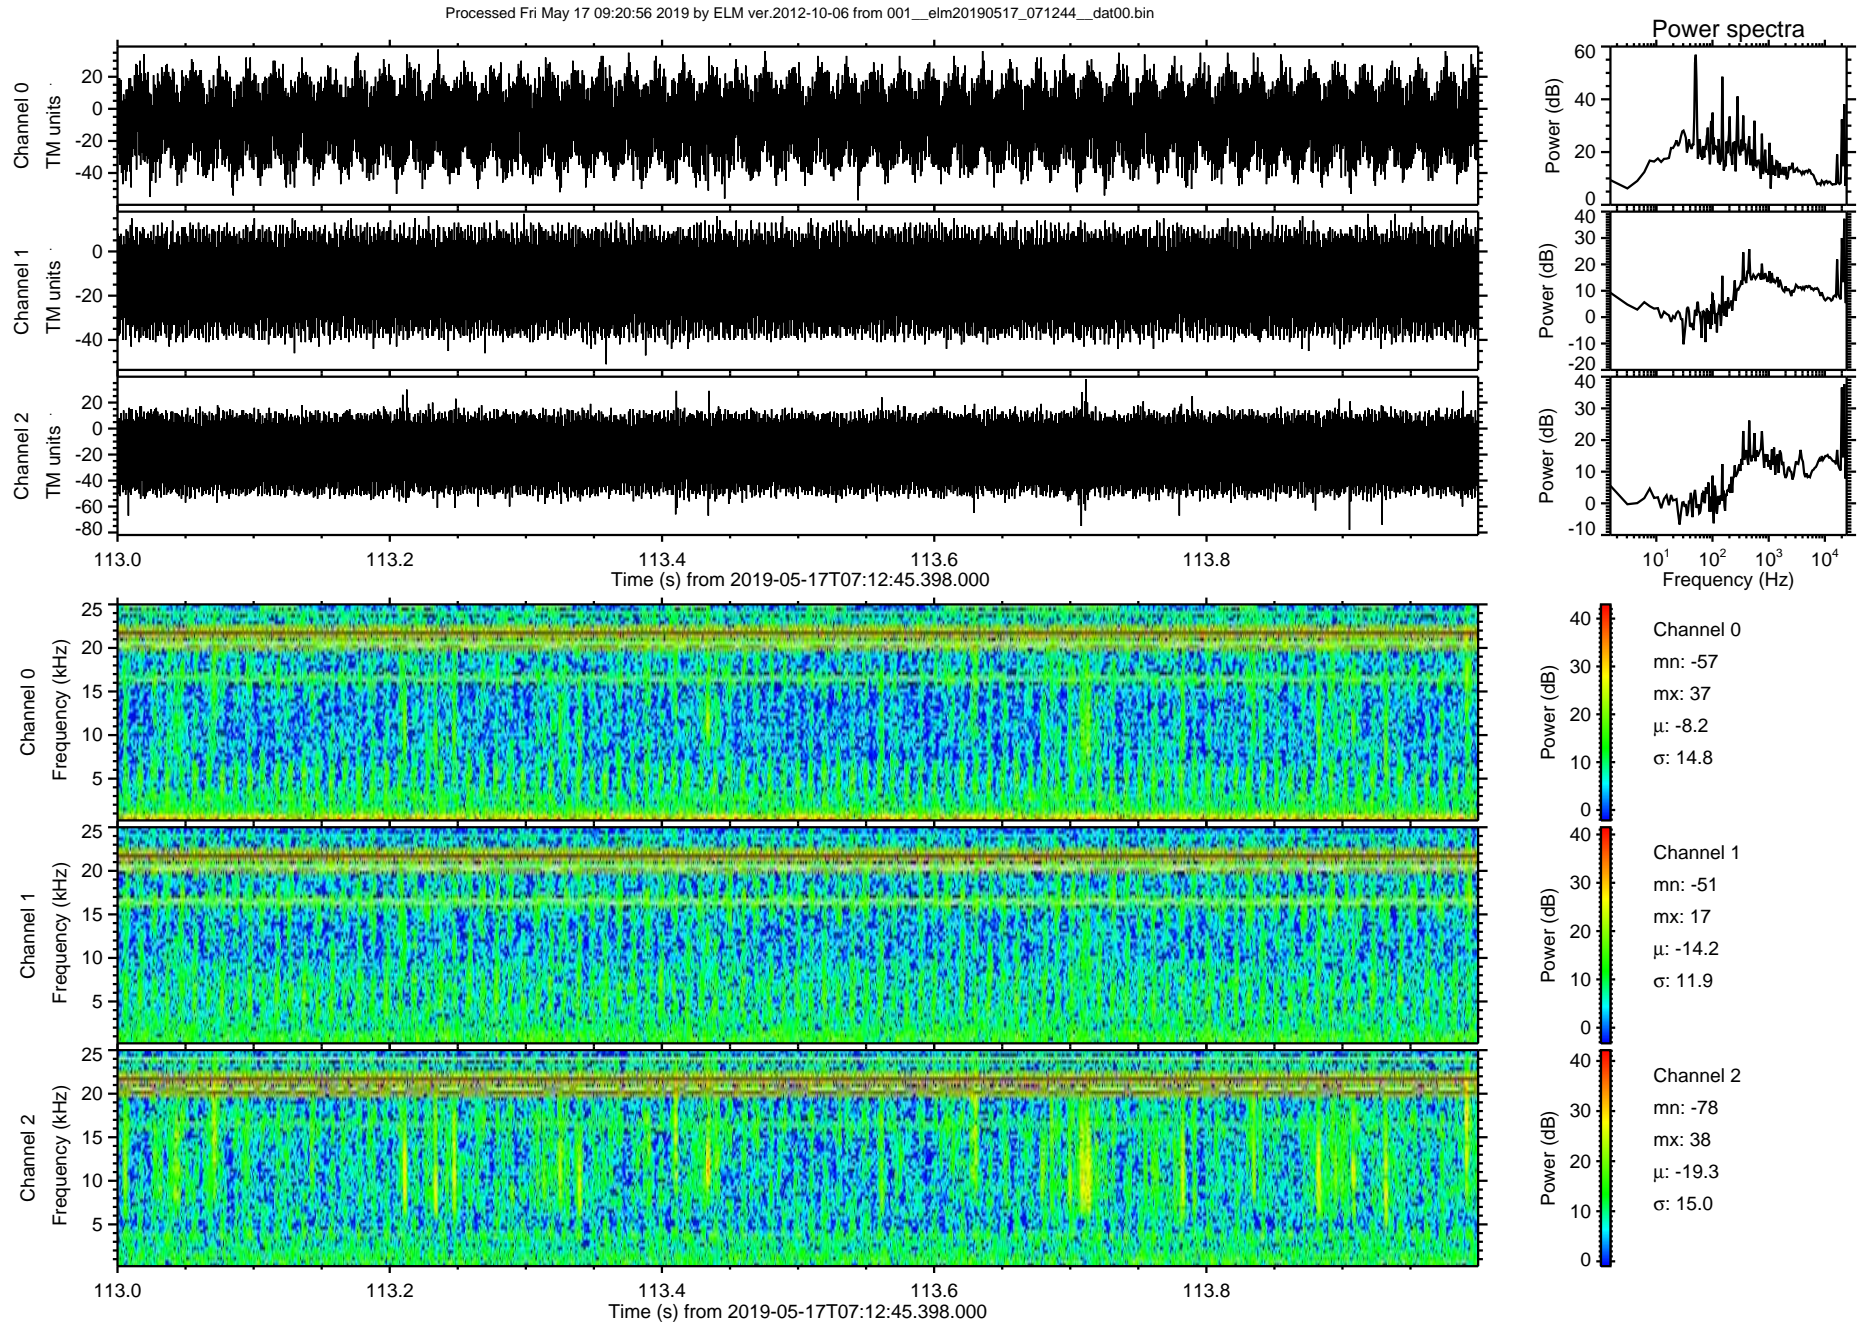 Processed Fri May 17 09:20:56 2019 by ELM ver.2012-10-06 from 001__elm20190517_071244__dat00.bin
Power spectra
Channel 0
TM units
20
0
-20
-40
Power (dB)
60
40
20
0
Channel 1
TM units
0
-20
-40
Power (dB)
40
30
20
10
0
-10
-20
Channel 2
TM units
20
0
-20
-40
-60
-80
Power (dB)
40
30
20
10
0
-10
113.0 113.2 113.4 113.6 113.8
Time (s) from 2019-05-17T07:12:45.398.000
10^1 10^2 10^3 10^4
Frequency (Hz)
Channel 0
Frequency (kHz)
25
20
15
10
5
Power (dB)
40
30
20
10
0
Channel 0
mn: -57
mx: 37
μ: -8.2
σ: 14.8
Channel 1
Frequency (kHz)
25
20
15
10
5
Power (dB)
40
30
20
10
0
Channel 1
mn: -51
mx: 17
μ: -14.2
σ: 11.9
Channel 2
Frequency (kHz)
25
20
15
10
5
Power (dB)
40
30
20
10
0
Channel 2
mn: -78
mx: 38
μ: -19.3
σ: 15.0
113.0 113.2 113.4 113.6 113.8
Time (s) from 2019-05-17T07:12:45.398.000